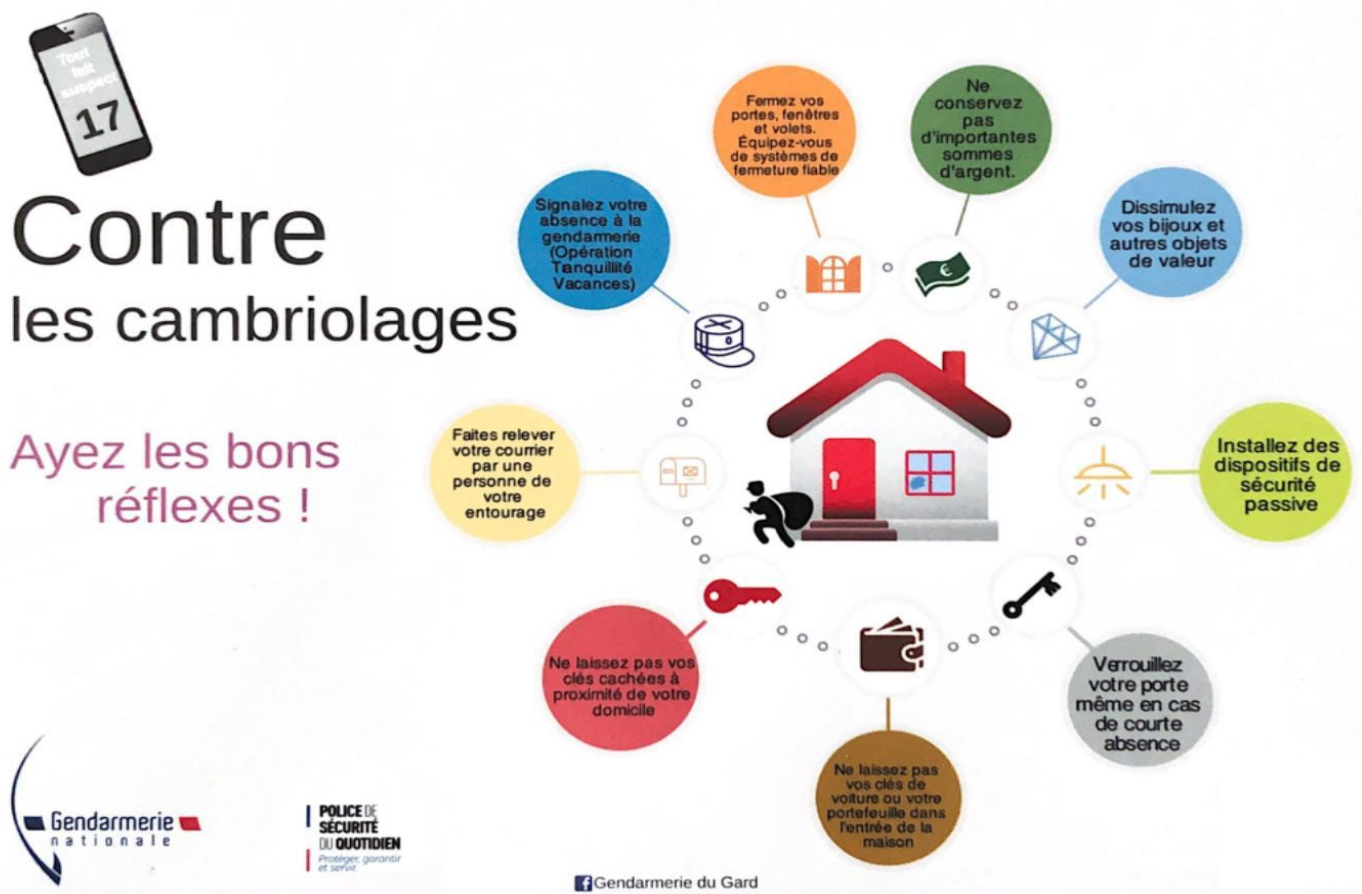 Tout
fait
suspect
17
Contre
les cambriolages
Ayez les bons
réflexes !
Fermez vos
portes, fenêtres
et volets.
Équipez-vous
de systèmes de
fermeture fiable
Ne
conservez
pas
d'importantes
sommes
d'argent.
Signalez votre
absence à la
gendarmerie
(Opération
Tanquillité
Vacances)
Dissimulez
vos bijoux et
autres objets
de valeur
Faites relever
votre courrier
par une
personne de
votre
entourage
Installez des
dispositifs de
sécurité
passive
Ne laissez pas vos
clés cachées à
proximité de votre
domicile
Verrouillez
votre porte
même en cas
de courte
absence
Ne laissez pas
vos clés de
voiture ou votre
portefeuille dans
l'entrée de la
maison
Gendarmerie
nationale
POLICE DE
SÉCURITÉ
DU QUOTIDIEN
Protéger, garantir
et servir.
Gendarmerie du Gard